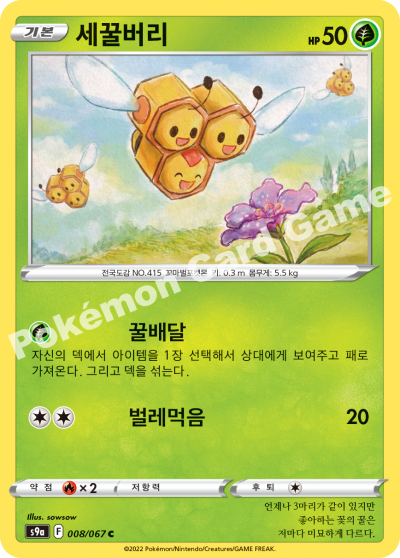 기본 세꿀버리 HP 50
전국도감 NO.415 꼬마벌포켓몬 키: 0.3 m 몸무게: 5.5 kg
꿀배달
자신의 덱에서 아이템을 1장 선택해서 상대에게 보여주고 패로
가져온다. 그리고 덱을 섞는다.
벌레먹음 20
약점 ×2 저항력 후퇴
Illus. sowsow
s9a F 008/067 C
언제나 3마리가 같이 있지만
좋아하는 꽃의 꿀은
저마다 미묘하게 다르다.
©2022 Pokémon/Nintendo/Creatures/GAME FREAK.
Pokémon Card Game